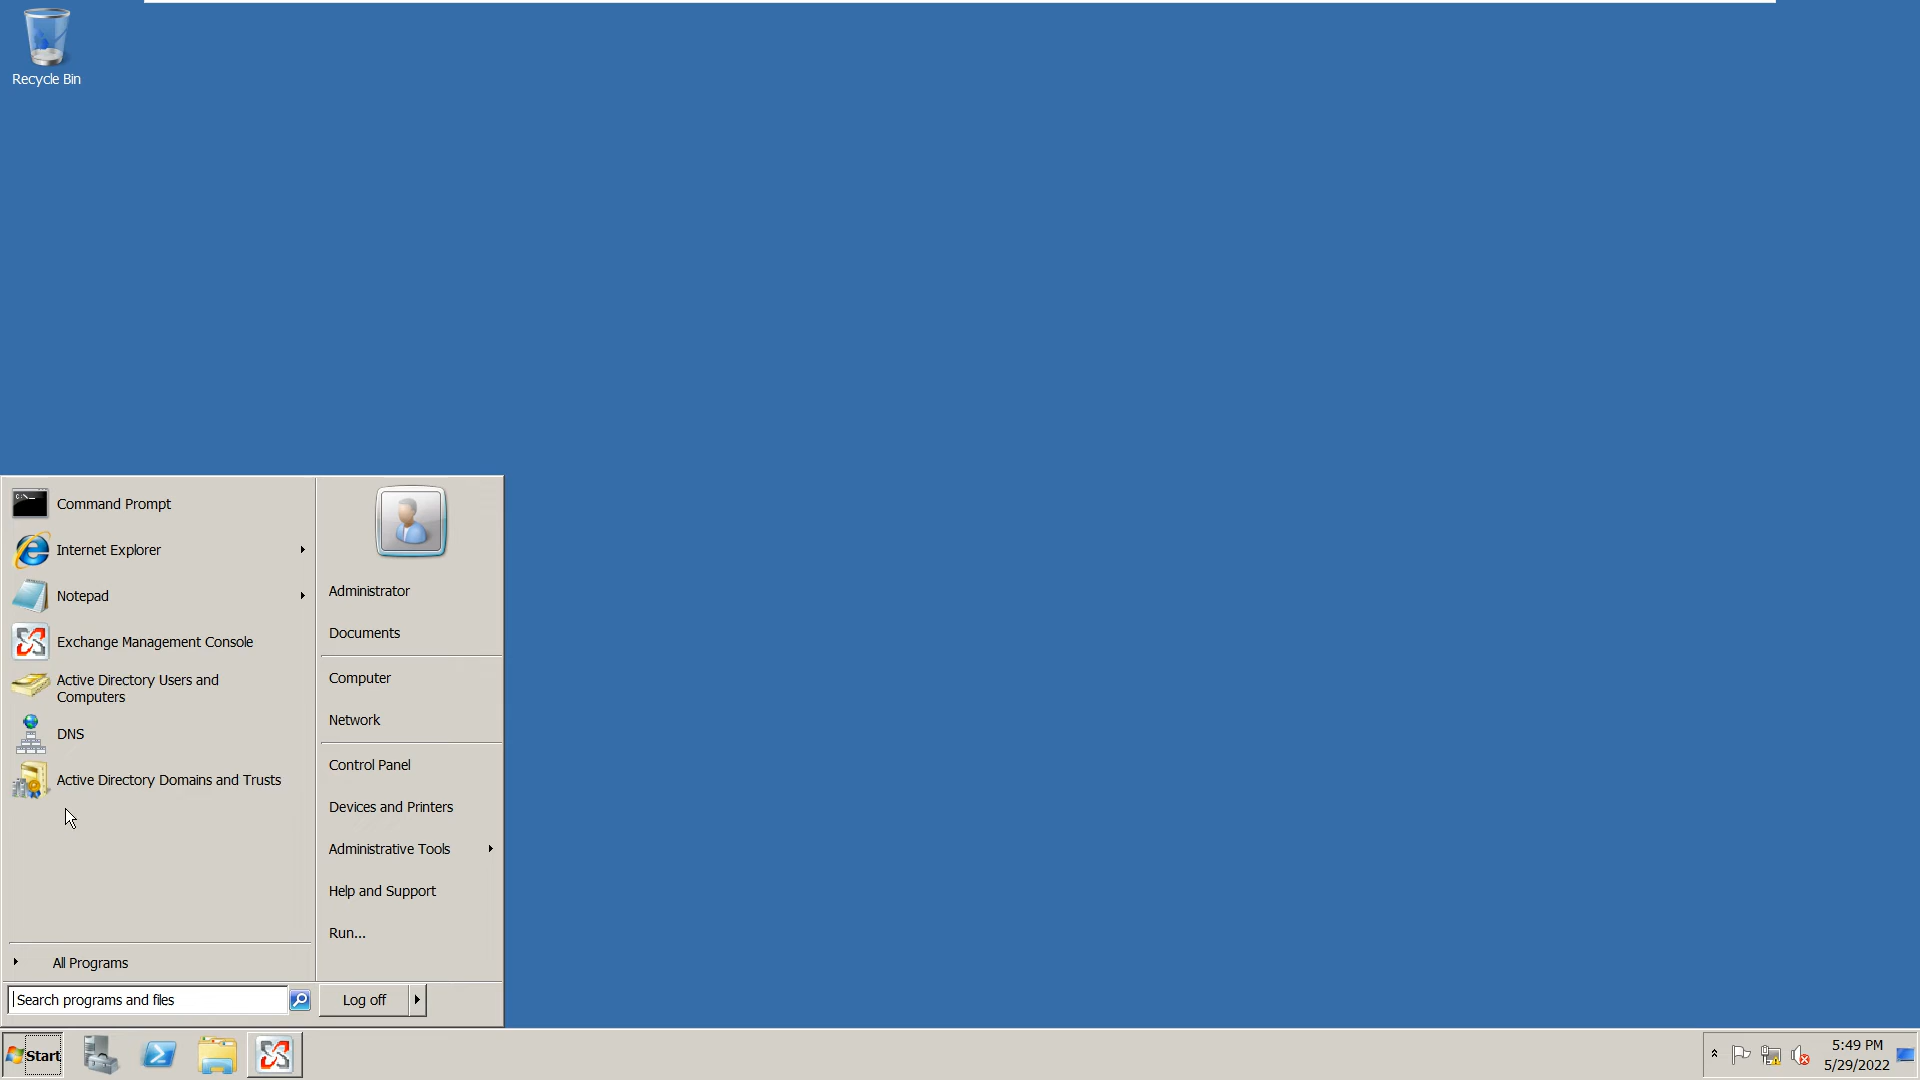 Recycle Bin
Command Prompt
Internet Explorer
Notepad
Exchange Management Console
Active Directory Users and
Computers
DNS
Active Directory Domains and Trusts
All Programs
Search programs and files
Administrator
Documents
Computer
Network
Control Panel
Devices and Printers
Administrative Tools
Help and Support
Run...
Log off
Start
5:49 PM
5/29/2022